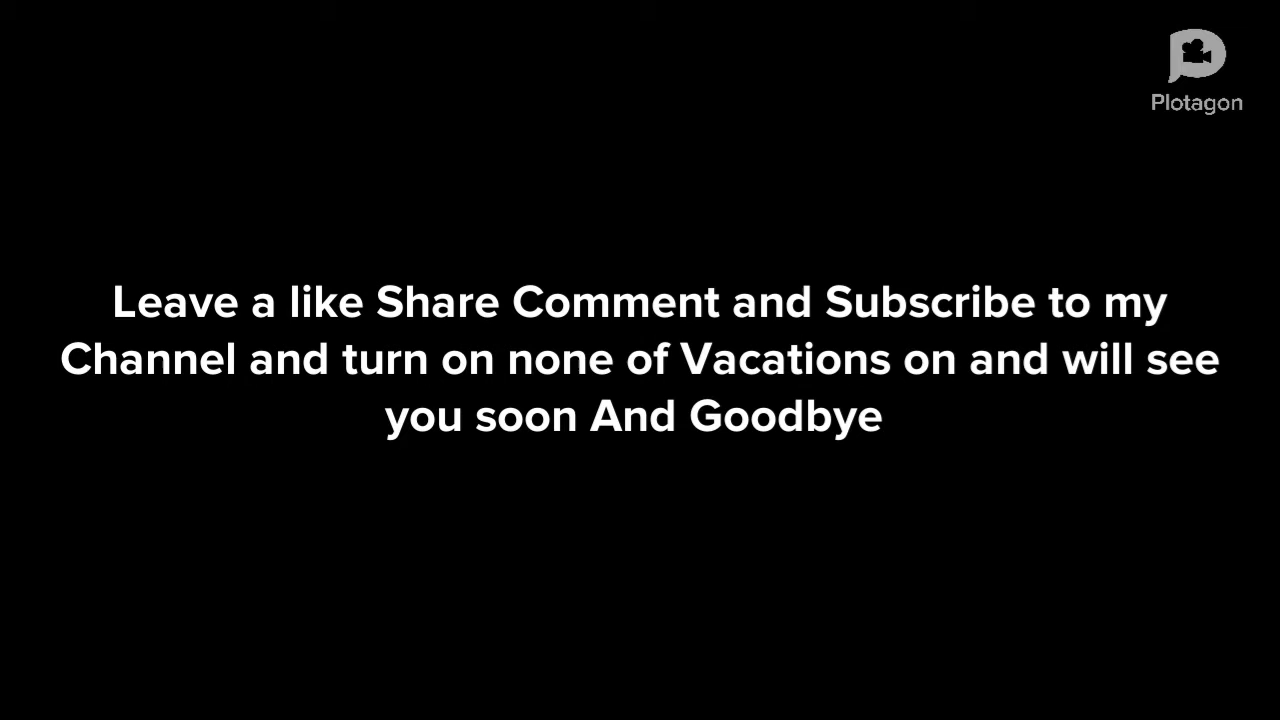 Plotagon
Leave a like Share Comment and Subscribe to my
Channel and turn on none of Vacations on and will see
you soon And Goodbye